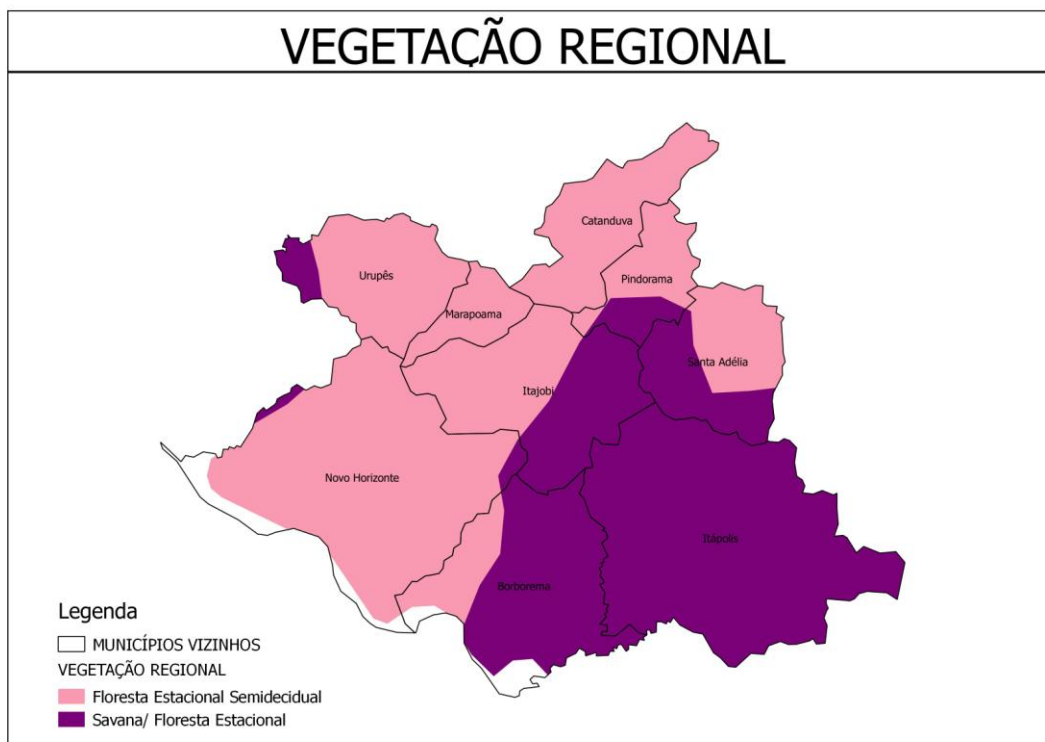 VEGETAÇÃO REGIONAL
Catanduva
Urupês
Pindorama
Marapoama
Santa Adélia
Itajobi
Novo Horizonte
Itápolis
Borborema
Legenda
MUNICÍPIOS VIZINHOS
VEGETAÇÃO REGIONAL
Floresta Estacional Semidecidual
Savana/ Floresta Estacional